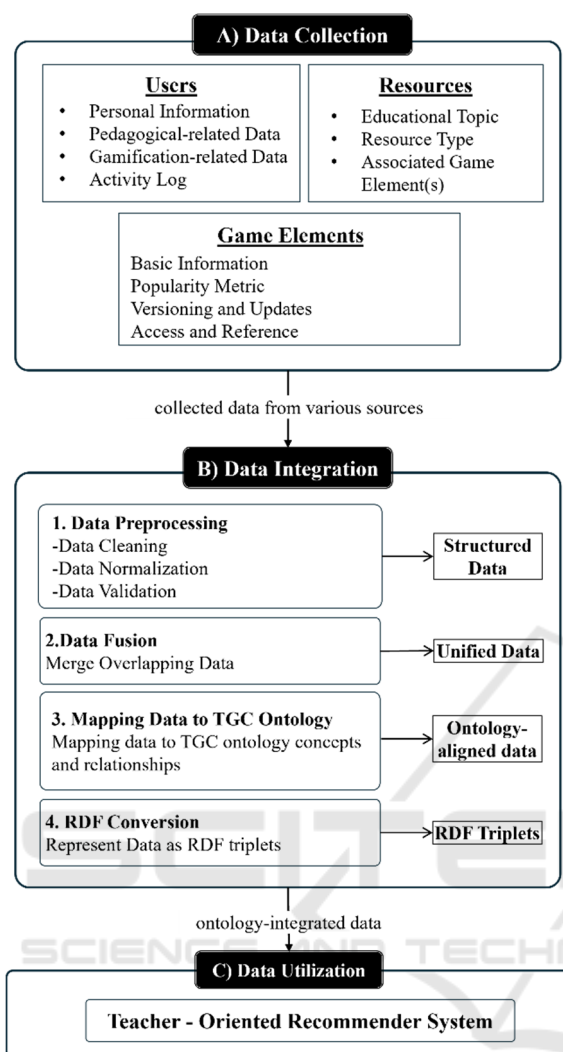 A) Data Collection
Users
• Personal Information
• Pedagogical-related Data
• Gamification-related Data
• Activity Log
Resources
• Educational Topic
• Resource Type
• Associated Game
Element(s)
Game Elements
Basic Information
Popularity Metric
Versioning and Updates
Access and Reference
collected data from various sources
B) Data Integration
1. Data Preprocessing
-Data Cleaning
-Data Normalization
-Data Validation
Structured
Data
2.Data Fusion
Merge Overlapping Data
Unified Data
3. Mapping Data to TGC Ontology
Mapping data to TGC ontology concepts
and relationships
Ontology-
aligned data
4. RDF Conversion
Represent Data as RDF triplets
RDF Triplets
ontology-integrated data
SCIENCE AND TECH
C) Data Utilization
Teacher - Oriented Recommender System